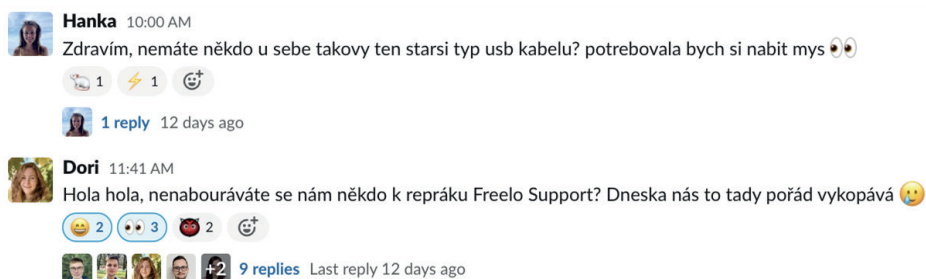 Hanka 10:00 AM
Zdravím, nemáte někdo u sebe takovy ten starsi typ usb kabelu? potrebovala bych si nabit mys 👀
🐁 1 ⚡ 1
1 reply 12 days ago
Dori 11:41 AM
Hola hola, nenabouráváte se nám někdo k repráku Freelo Support? Dneska nás to tady pořád vykopává 🥲
😄 2 👀 3 👿 2
+2 9 replies Last reply 12 days ago